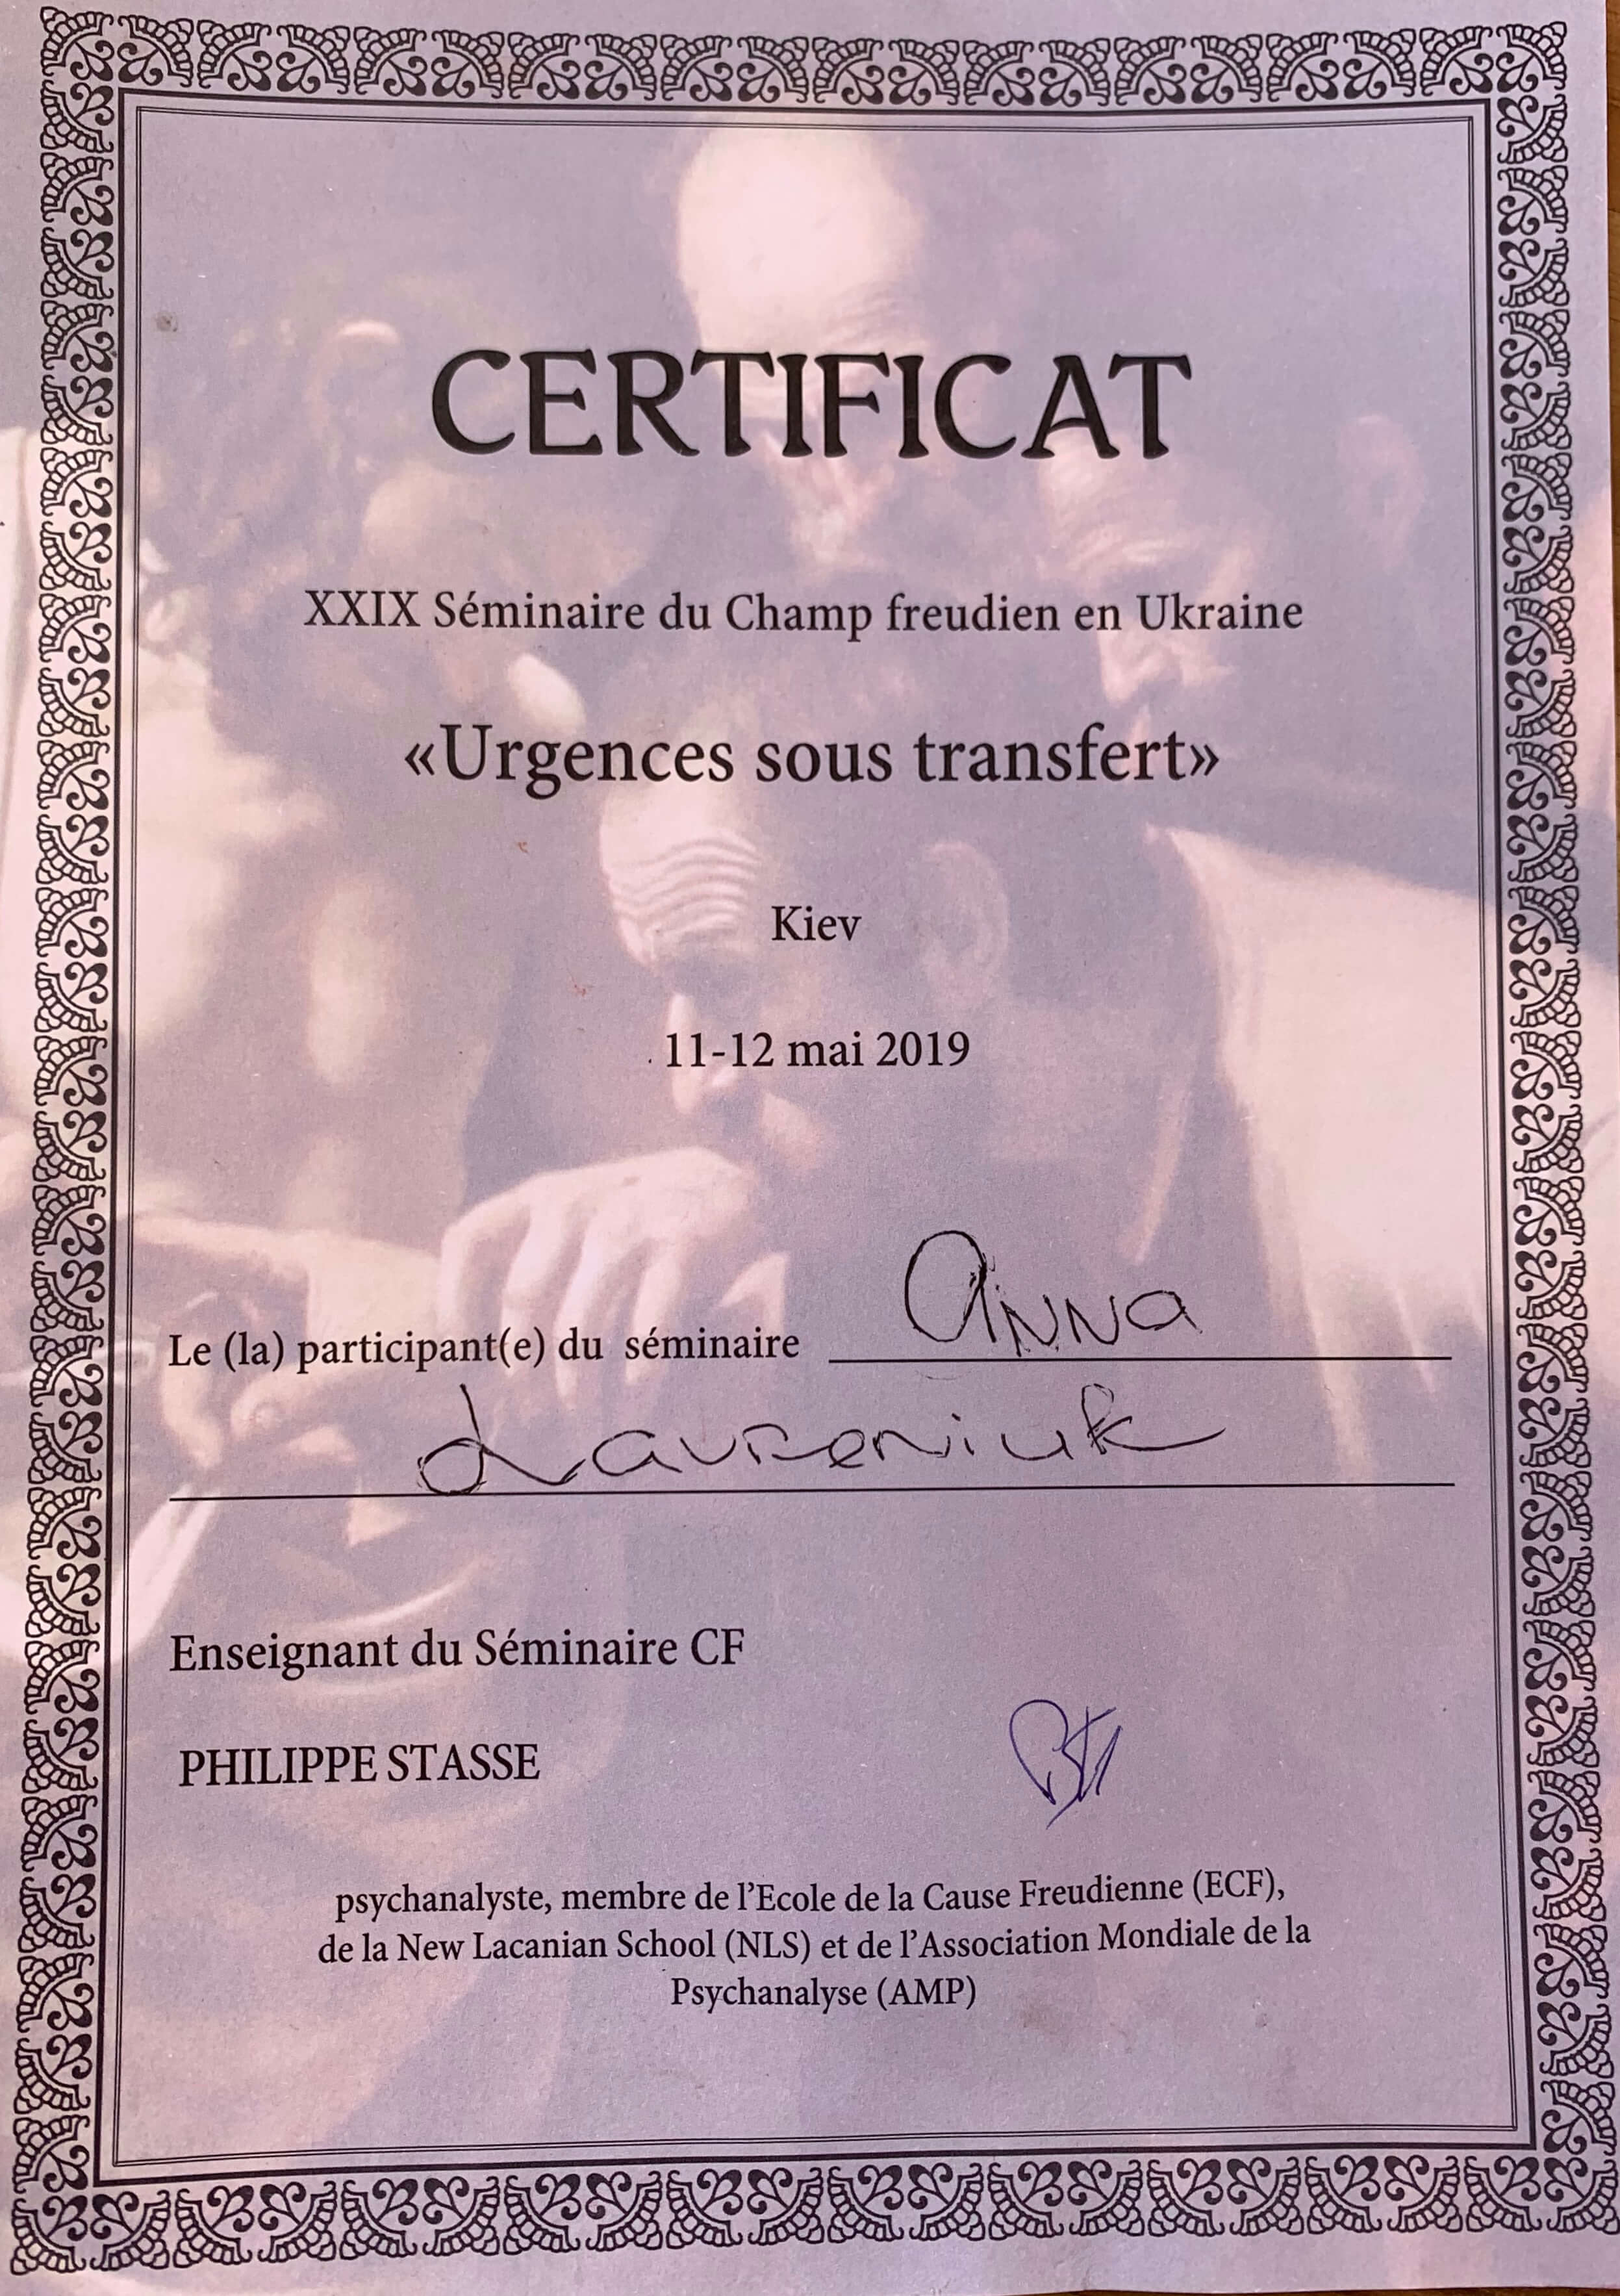 CERTIFICAT
XXIX Séminaire du Champ freudien en Ukraine
«Urgences sous transfert»
Kiev
11-12 mai 2019
Le (la) participant(e) du séminaire Anna
Lavreniuk
Enseignant du Séminaire CF
PHILIPPE STASSE
psychanalyste, membre de l'Ecole de la Cause Freudienne (ECF),
de la New Lacanian School (NLS) et de l'Association Mondiale de la
Psychanalyse (AMP)